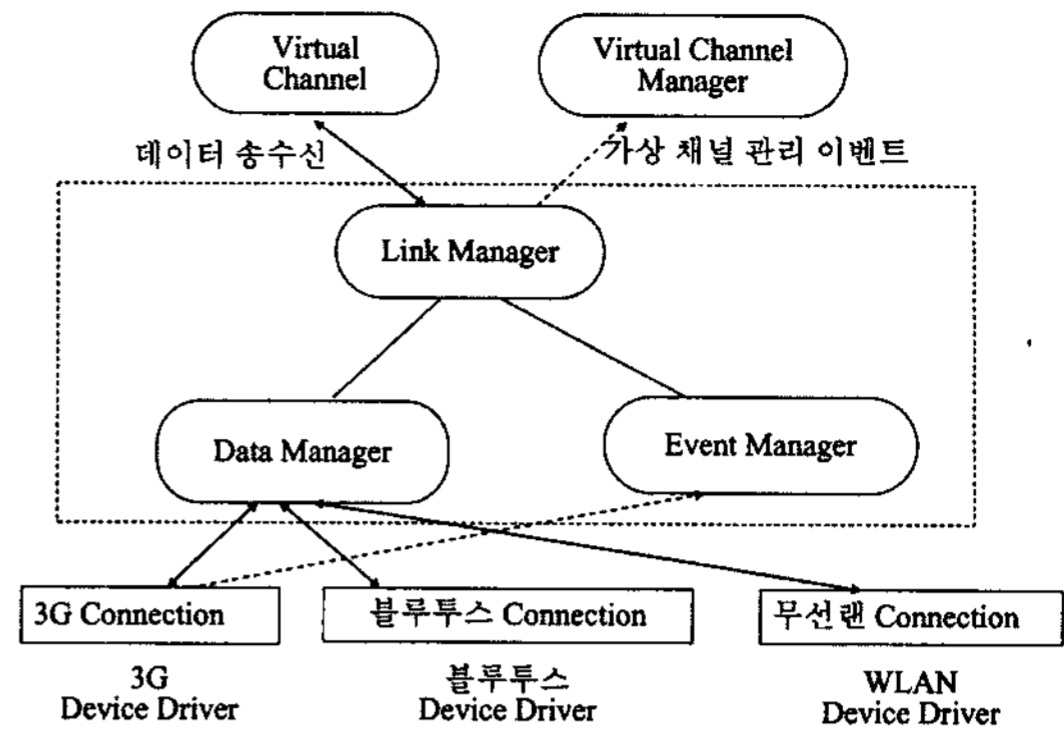 Virtual
Channel
Virtual Channel
Manager
데이터 송수신
가상 채널 관리 이벤트
Link Manager
Data Manager
Event Manager
3G Connection
블루투스 Connection
무선랜 Connection
3G
Device Driver
블루투스
Device Driver
WLAN
Device Driver